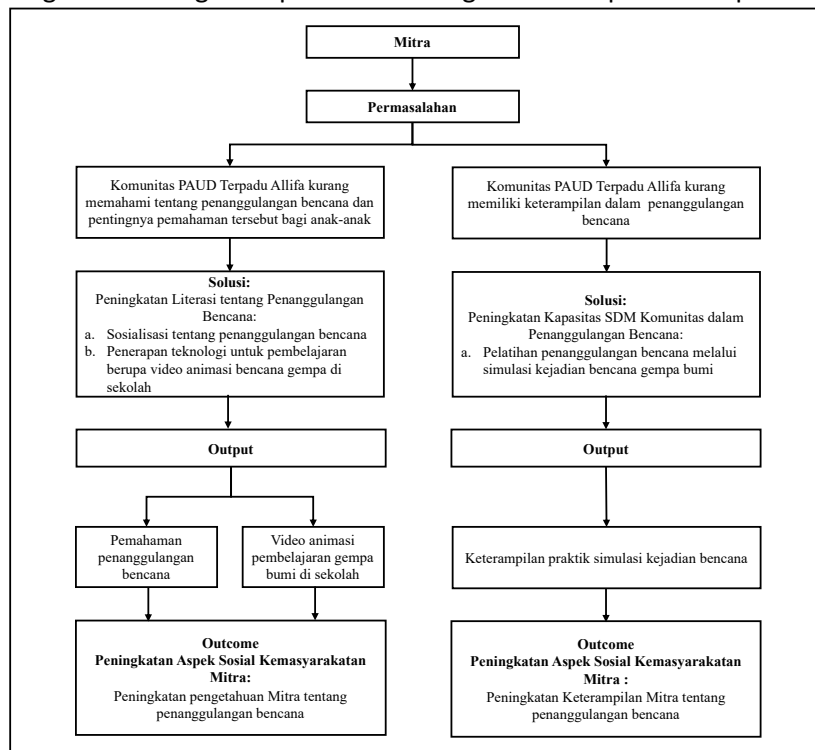 Mitra
Permasalahan
Komunitas PAUD Terpadu Allifa kurang
memahami tentang penanggulangan bencana dan
pentingnya pemahaman tersebut bagi anak-anak
Komunitas PAUD Terpadu Allifa kurang
memiliki keterampilan dalam penanggulangan
bencana
Solusi:
Peningkatan Literasi tentang Penanggulangan
Bencana:
a. Sosialisasi tentang penanggulangan bencana
b. Penerapan teknologi untuk pembelajaran
berupa video animasi bencana gempa di
sekolah
Solusi:
Peningkatan Kapasitas SDM Komunitas dalam
Penanggulangan Bencana:
a. Pelatihan penanggulangan bencana melalui
simulasi kejadian bencana gempa bumi
Output
Output
Pemahaman
penanggulangan
bencana
Video animasi
pembelajaran gempa
bumi di sekolah
Keterampilan praktik simulasi kejadian bencana
Outcome
Peningkatan Aspek Sosial Kemasyarakatan
Mitra:
Peningkatan pengetahuan Mitra tentang
penanggulangan bencana
Outcome
Peningkatan Aspek Sosial Kemasyarakatan
Mitra :
Peningkatan Keterampilan Mitra tentang
penanggulangan bencana